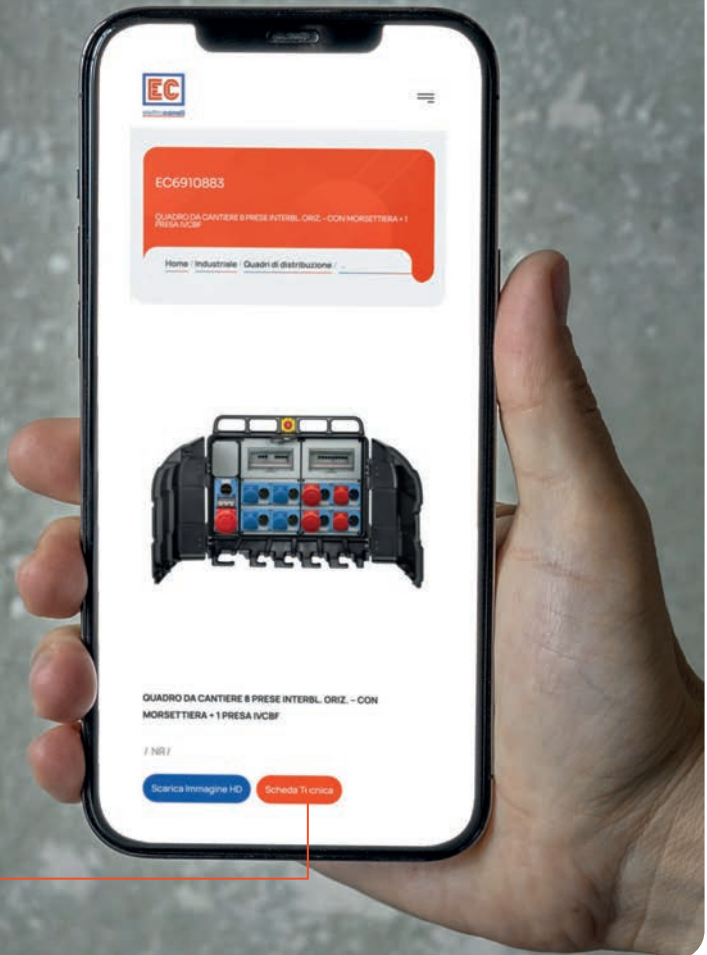 EC
elettrocanali
EC6910883
QUADRO DA CANTIERE 8 PRESE INTERBL. ORIZ. – CON MORSETTIERA + 1
PRESA IVCBF
Home / Industriale / Quadri di distribuzione / ...
QUADRO DA CANTIERE 8 PRESE INTERBL. ORIZ. – CON
MORSETTIERA + 1 PRESA IVCBF
/ NR /
Scarica Immagine HD
Scheda Tecnica